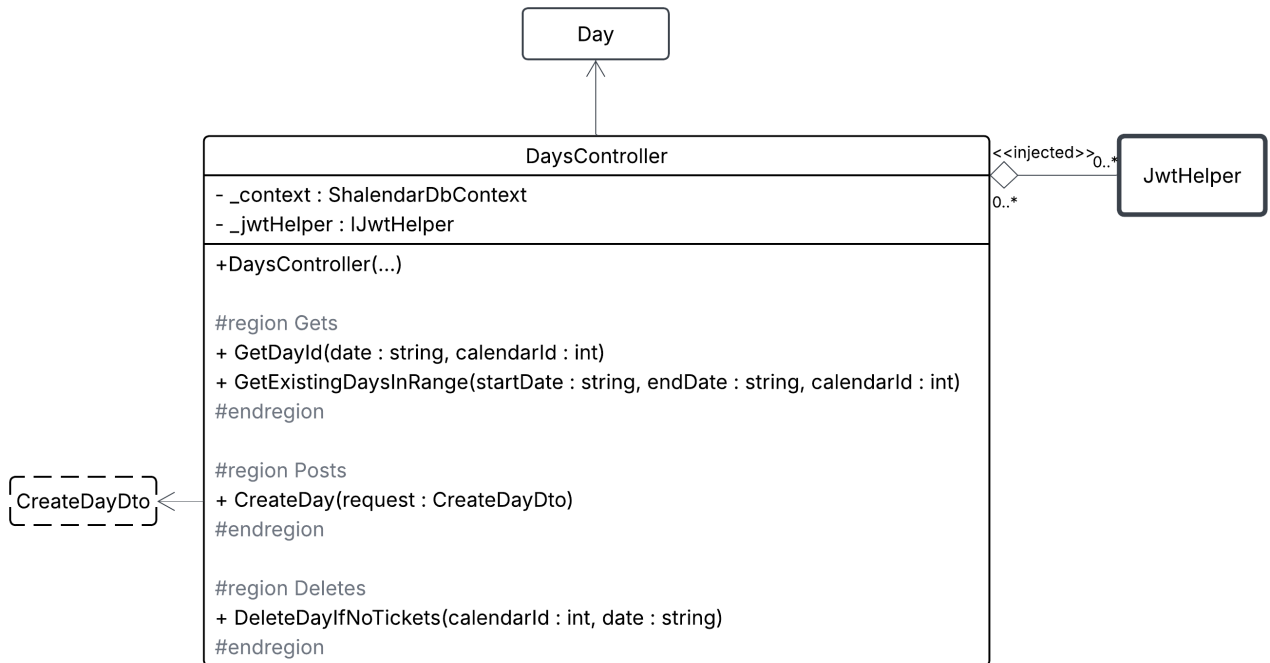 Day
DaysController
<<injected>>
0..*
JwtHelper
0..*
- _context : ShalendarDbContext
- _jwtHelper : IJwtHelper
+DaysController(...)
#region Gets
+ GetDayId(date : string, calendarId : int)
+ GetExistingDaysInRange(startDate : string, endDate : string, calendarId : int)
#endregion
#region Posts
CreateDayDto
+ CreateDay(request : CreateDayDto)
#endregion
#region Deletes
+ DeleteDayIfNoTickets(calendarId : int, date : string)
#endregion